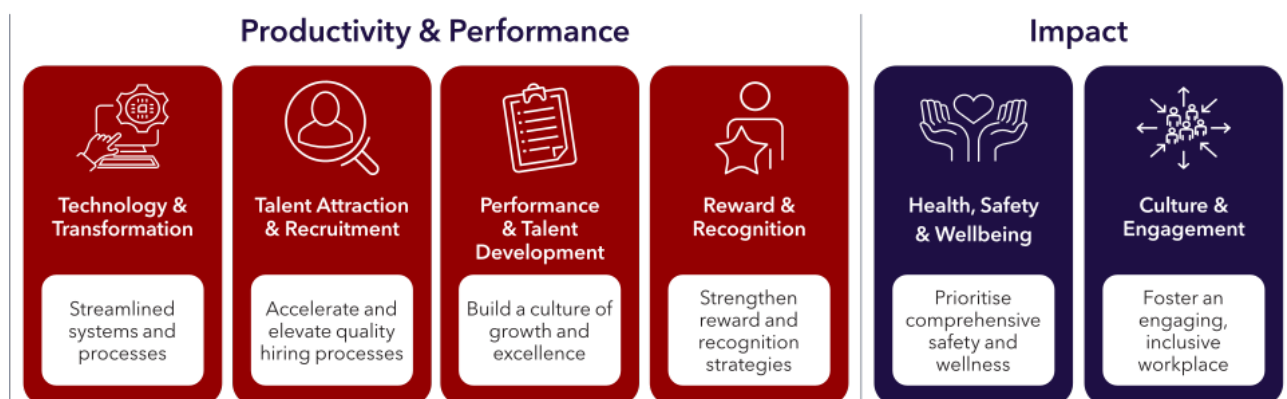 Productivity & Performance
Impact
Technology &
Transformation
Streamlined
systems and
processes
Talent Attraction
& Recruitment
Accelerate and
elevate quality
hiring processes
Performance
& Talent
Development
Build a culture of
growth and
excellence
Reward &
Recognition
Strengthen
reward and
recognition
strategies
Health, Safety
& Wellbeing
Prioritise
comprehensive
safety and
wellness
Culture &
Engagement
Foster an
engaging,
inclusive
workplace